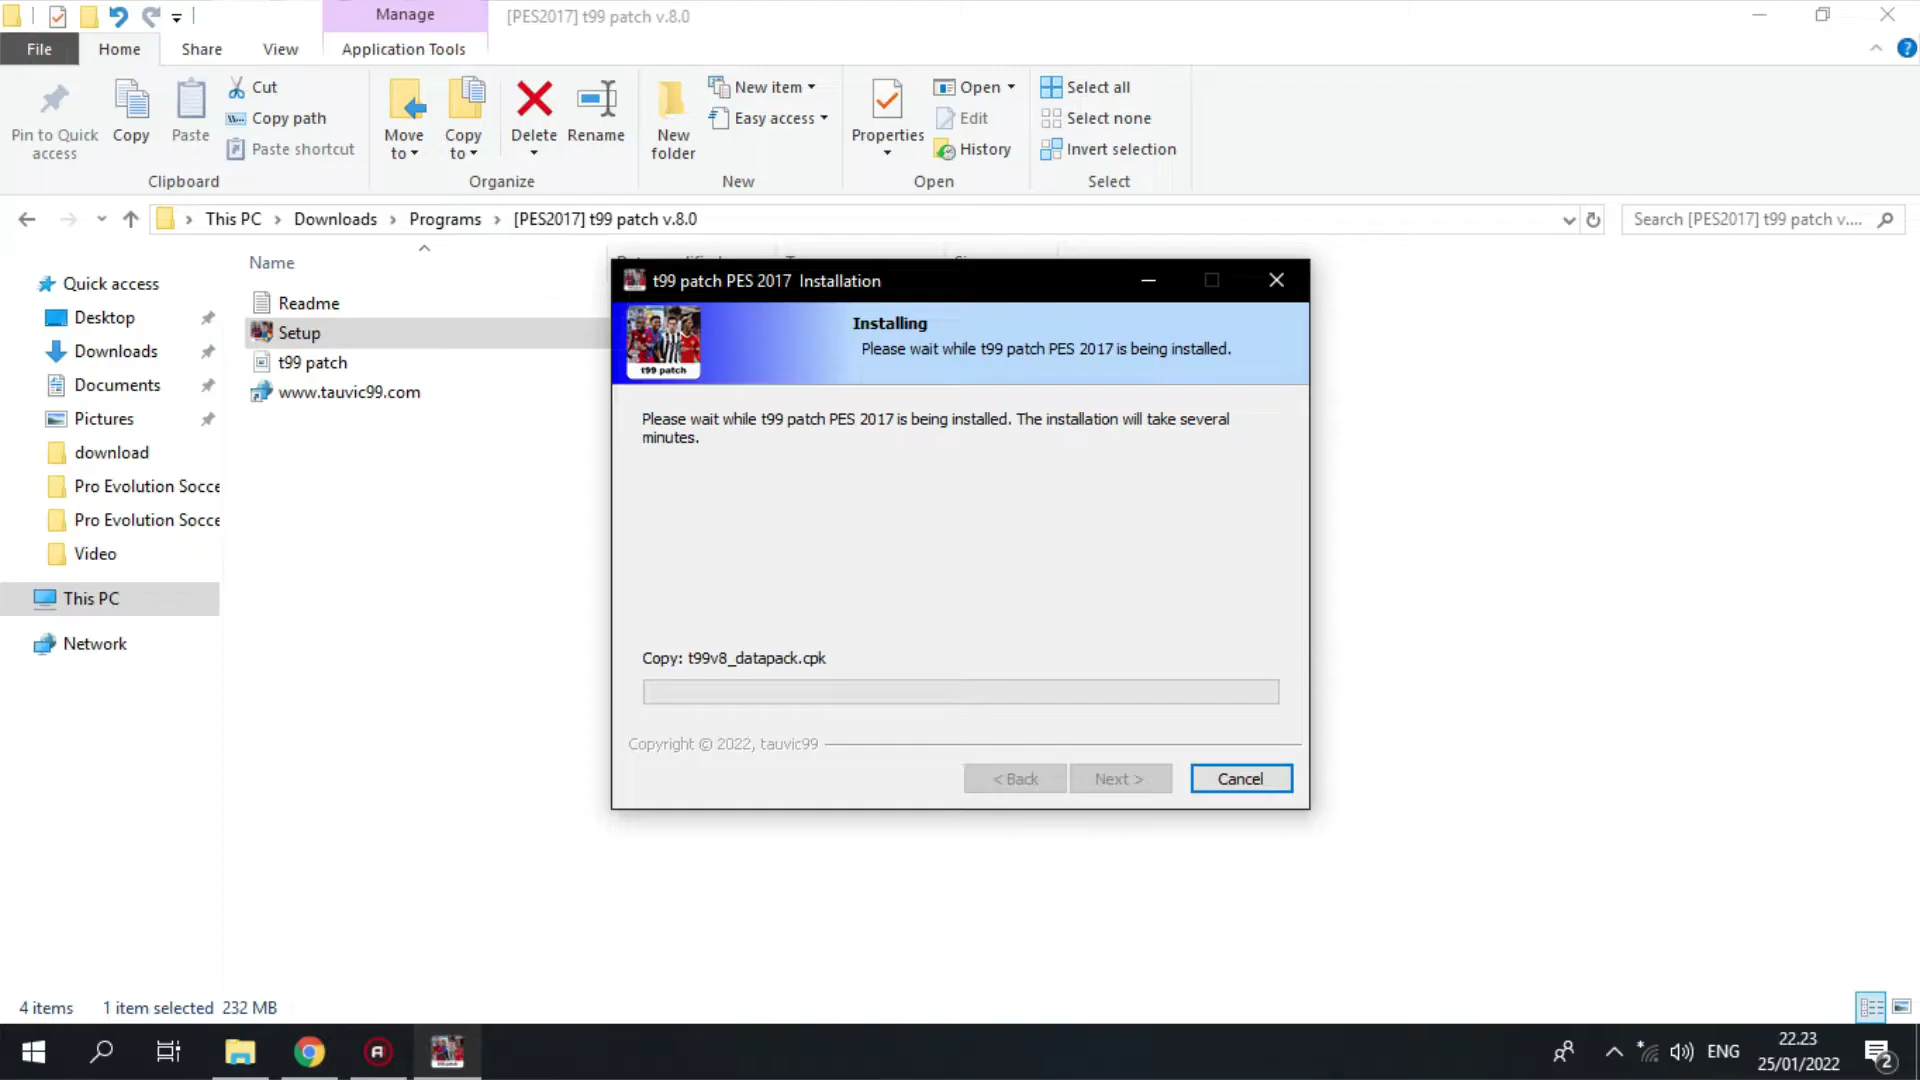 Manage
[PES2017] t99 patch v.8.0
File
Home
Share
View
Application Tools
Pin to Quick
access
Copy
Paste
Cut
Copy path
Paste shortcut
Clipboard
Move
to
Copy
to
Delete
Rename
Organize
New
folder
New item
Easy access
New
Properties
Open
Edit
History
Open
Select all
Select none
Invert selection
Select
This PC
Downloads
Programs
[PES2017] t99 patch v.8.0
Search [PES2017] t99 patch v....
Quick access
Desktop
Downloads
Documents
Pictures
download
Pro Evolution Socce
Pro Evolution Socce
Video
This PC
Network
Name
Readme
Setup
t99 patch
www.tauvic99.com
t99 patch PES 2017 Installation
t99 patch
Installing
Please wait while t99 patch PES 2017 is being installed.
Please wait while t99 patch PES 2017 is being installed. The installation will take several
minutes.
Copy: t99v8_datapack.cpk
Copyright © 2022, tauvic99
< Back
Next >
Cancel
4 items
1 item selected 232 MB
ENG
22.23
25/01/2022
2